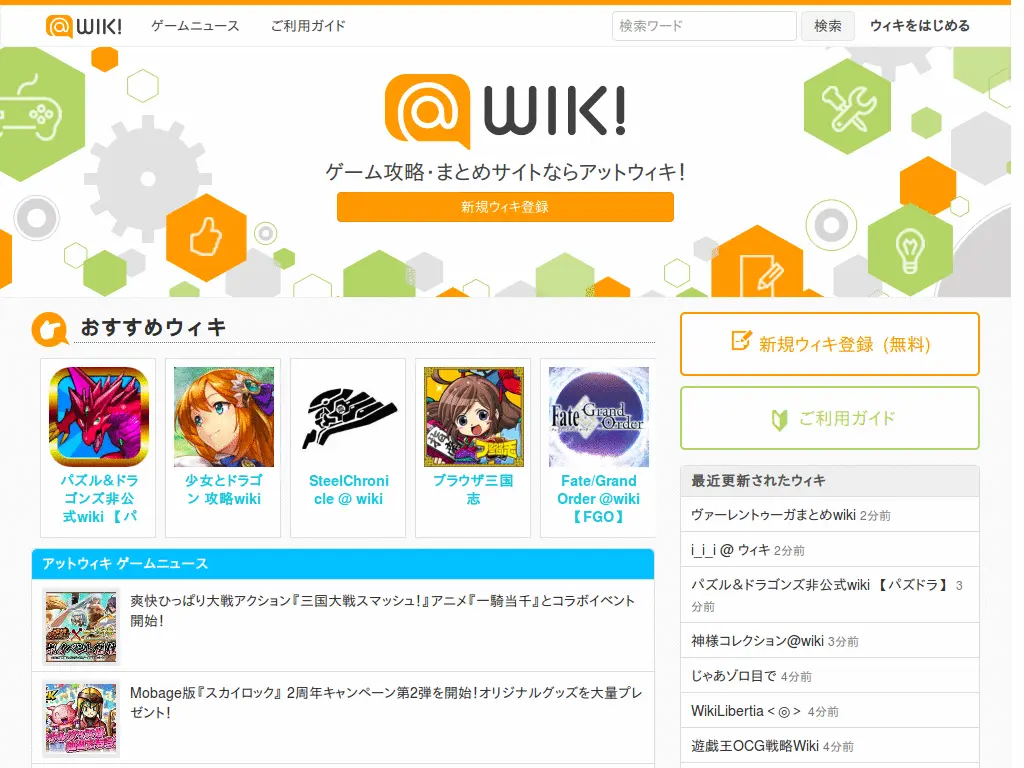 @WIKI!
ゲームニュース
ご利用ガイド
検索ワード
検索
ウィキをはじめる
@WIKI!
ゲーム攻略・まとめサイトならアットウィキ!
新規ウィキ登録
おすすめウィキ
パズル&ドラ
ゴンズ非公
式wiki 【パ
少女とドラゴ
ン 攻略wiki
SteelChroni
cle @ wiki
ブラウザ三国
志
Fate/Grand Order
Fate/Grand
Order @wiki
【FGO】
アットウィキ ゲームニュース
爽快ひっぱり大戦アクション『三国大戦スマッシュ!』アニメ『一騎当千』とコラボイベント
開始!
Mobage版『スカイロック』 2周年キャンペーン第2弾を開始!オリジナルグッズを大量プレ
ゼント!
新規ウィキ登録 (無料)
ご利用ガイド
最近更新されたウィキ
ヴァーレントゥーガまとめwiki 2分前
i_i_i @ ウィキ 2分前
パズル&ドラゴンズ非公式wiki 【パズドラ】 3
分前
神様コレクション@wiki 3分前
じゃあゾロ目で 4分前
WikiLibertia < ◎ > 4分前
遊戯王OCG戦略Wiki 4分前